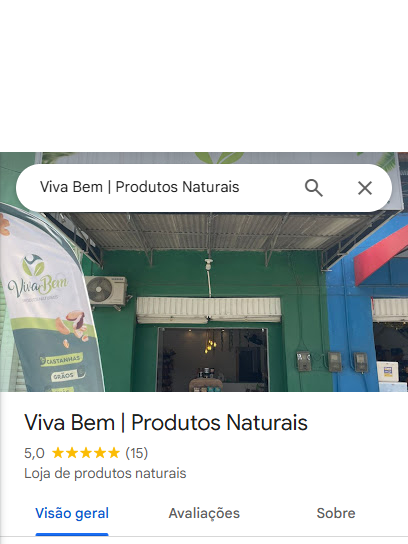 Viva Bem | Produtos Naturais
Viva Bem
CASTANHAS
GRÃOS
Viva Bem | Produtos Naturais
5,0 ★★★★★ (15)
Loja de produtos naturais
Visão geral
Avaliações
Sobre